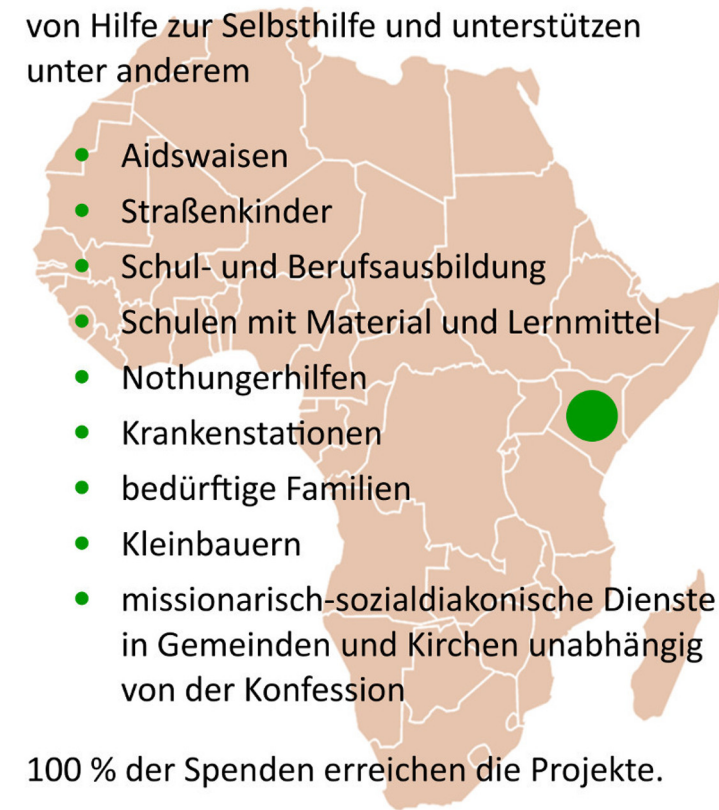 von Hilfe zur Selbsthilfe und unterstützen
unter anderem
• Aidswaisen
• Straßenkinder
• Schul- und Berufsausbildung
• Schulen mit Material und Lernmittel
• Nothungerhilfen
• Krankenstationen
• bedürftige Familien
• Kleinbauern
• missionarisch-sozialdiakonische Dienste
in Gemeinden und Kirchen unabhängig
von der Konfession
100 % der Spenden erreichen die Projekte.